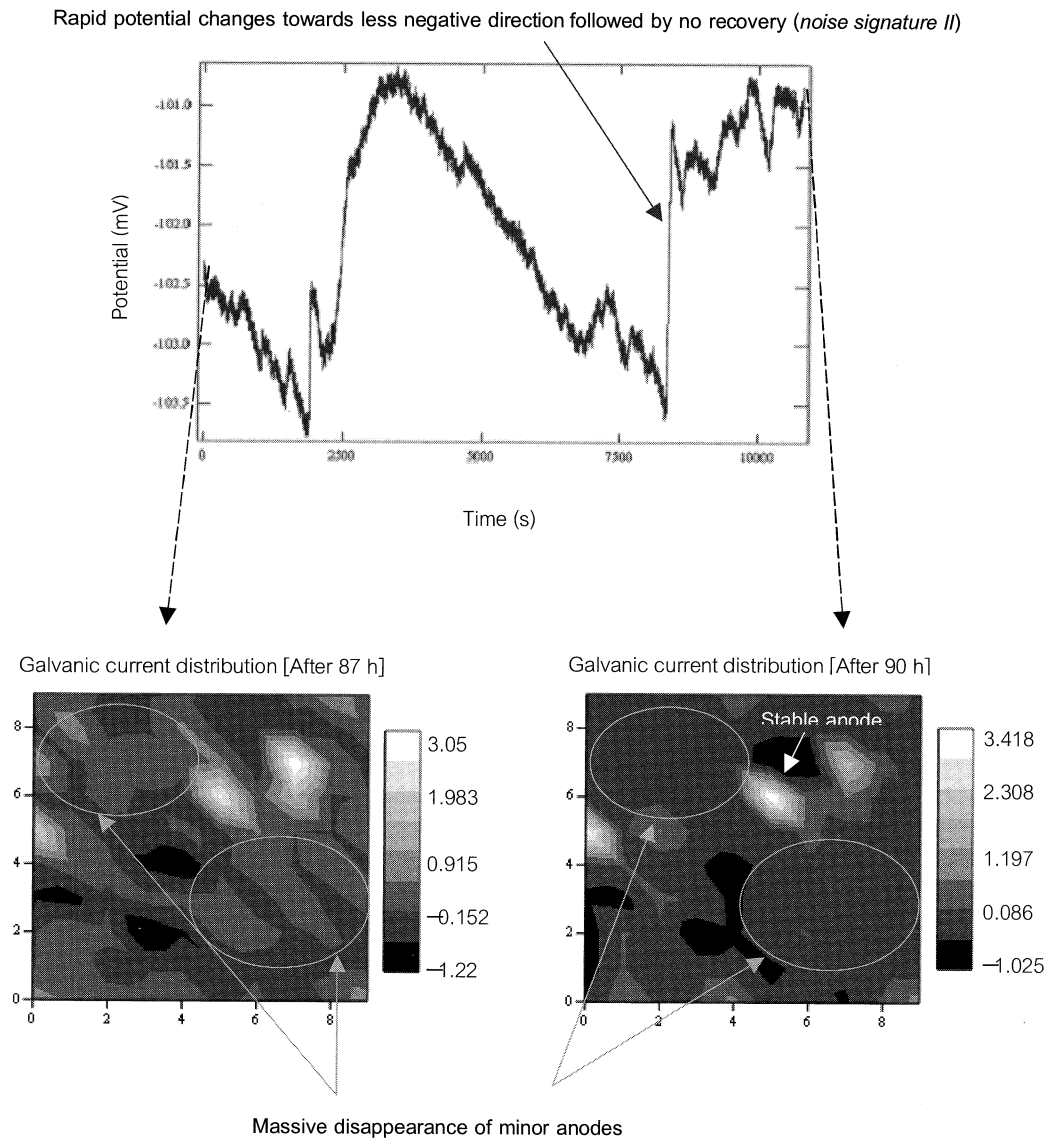 Rapid potential changes towards less negative direction followed by no recovery (noise signature II)
-101.0
-101.5
-102.0
-102.5
-103.0
-103.5
Potential (mV)
0 2500 5000 7500 10000
Time (s)
Galvanic current distribution [After 87 h]
8
6
4
2
0
0 2 4 6 8
3.05
1.983
0.915
−0.152
−1.22
Galvanic current distribution [After 90 h]
Stable anode
8
6
4
2
0
0 2 4 6 8
3.418
2.308
1.197
0.086
−1.025
Massive disappearance of minor anodes